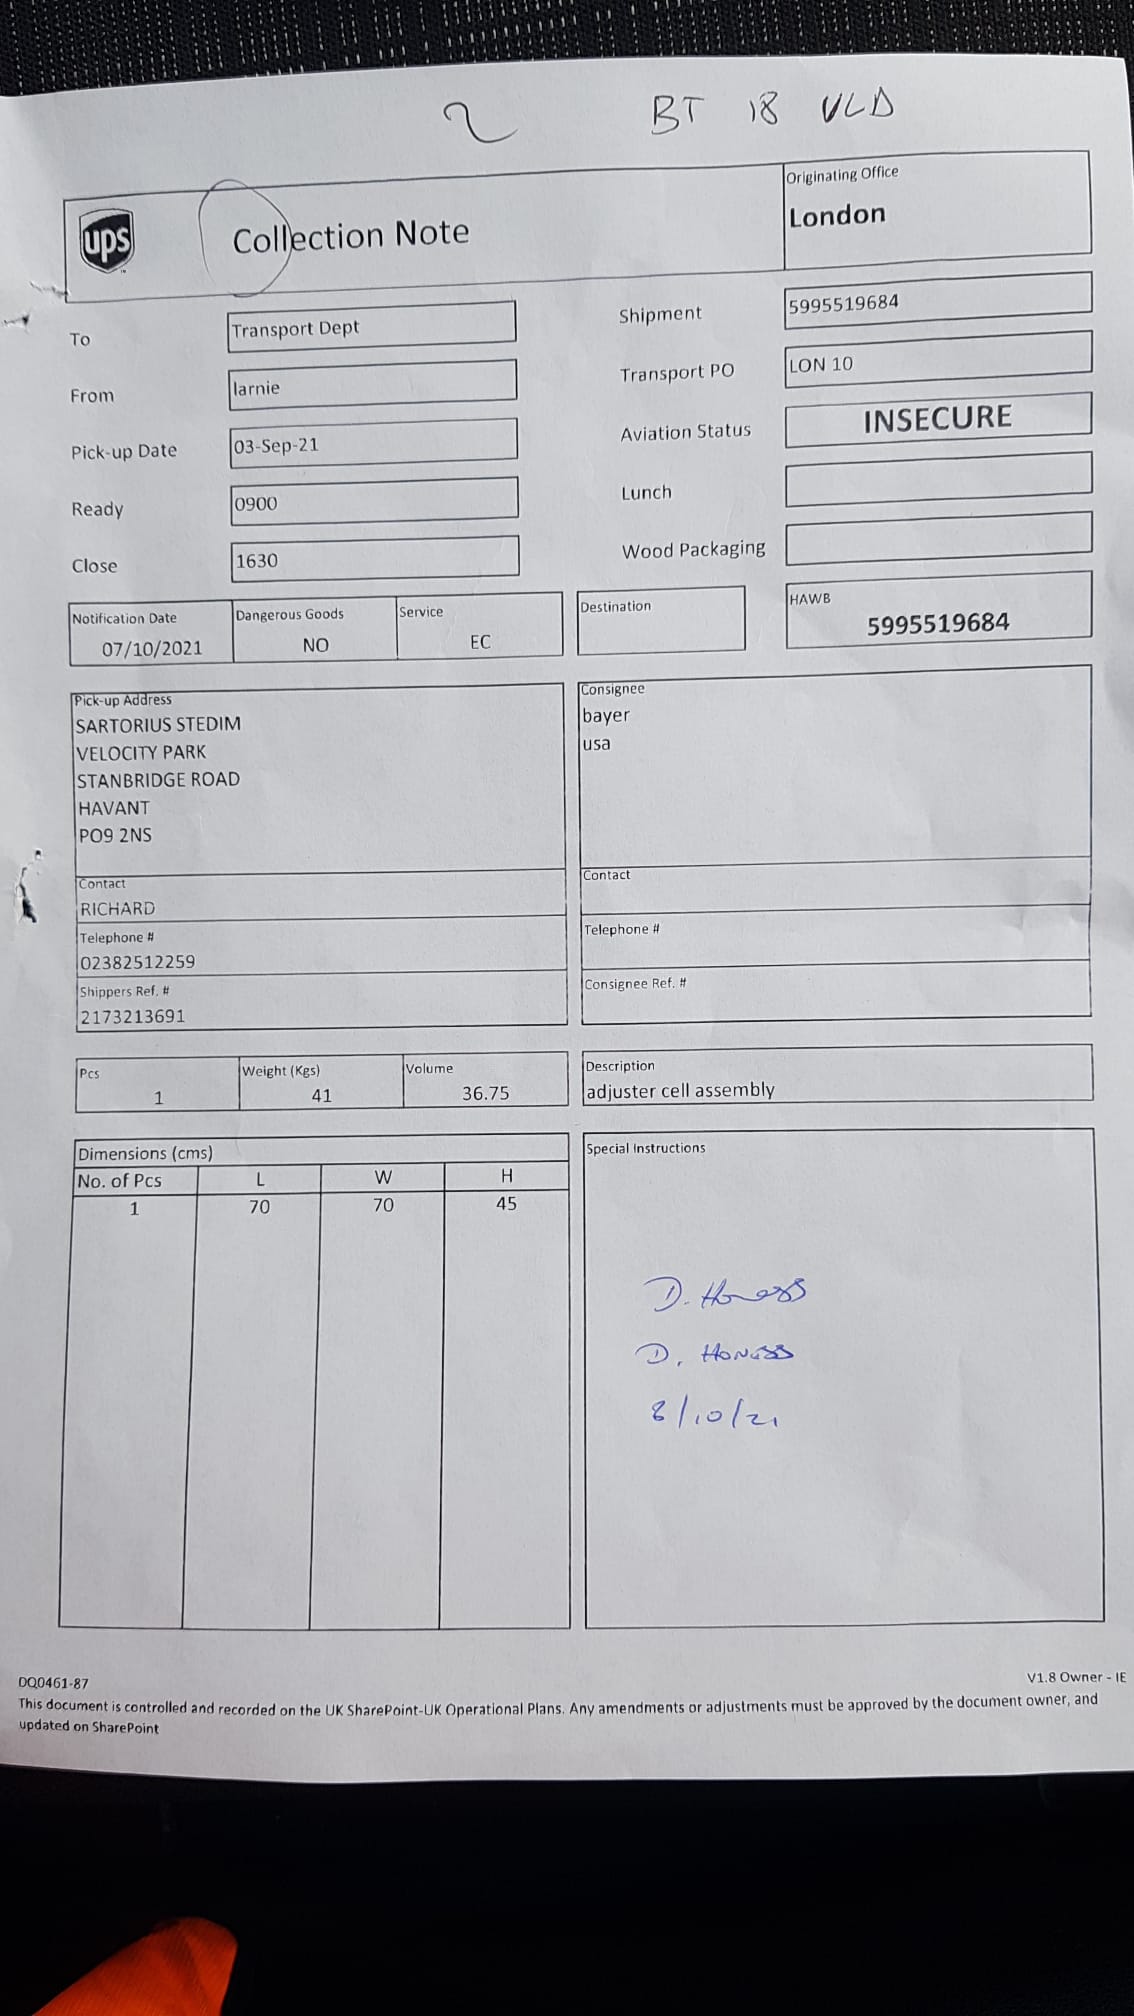 2 BT 18 VLD
ups Collection Note
Originating Office
London
To Transport Dept
From larnie
Pick-up Date 03-Sep-21
Ready 0900
Close 1630
Shipment 5995519684
Transport PO LON 10
Aviation Status INSECURE
Lunch
Wood Packaging
Notification Date Dangerous Goods Service
07/10/2021 NO EC
Destination
HAWB
5995519684
Pick-up Address
SARTORIUS STEDIM
VELOCITY PARK
STANBRIDGE ROAD
HAVANT
PO9 2NS
Contact
RICHARD
Telephone #
02382512259
Shippers Ref. #
2173213691
Consignee
bayer
usa
Contact
Telephone #
Consignee Ref. #
Pcs Weight (Kgs) Volume
1 41 36.75
Description
adjuster cell assembly
Dimensions (cms)
No. of Pcs L W H
1 70 70 45
Special Instructions
D. Honess
D. HONESS
8/10/21
DQ0461-87
V1.8 Owner - IE
This document is controlled and recorded on the UK SharePoint-UK Operational Plans. Any amendments or adjustments must be approved by the document owner, and
updated on SharePoint